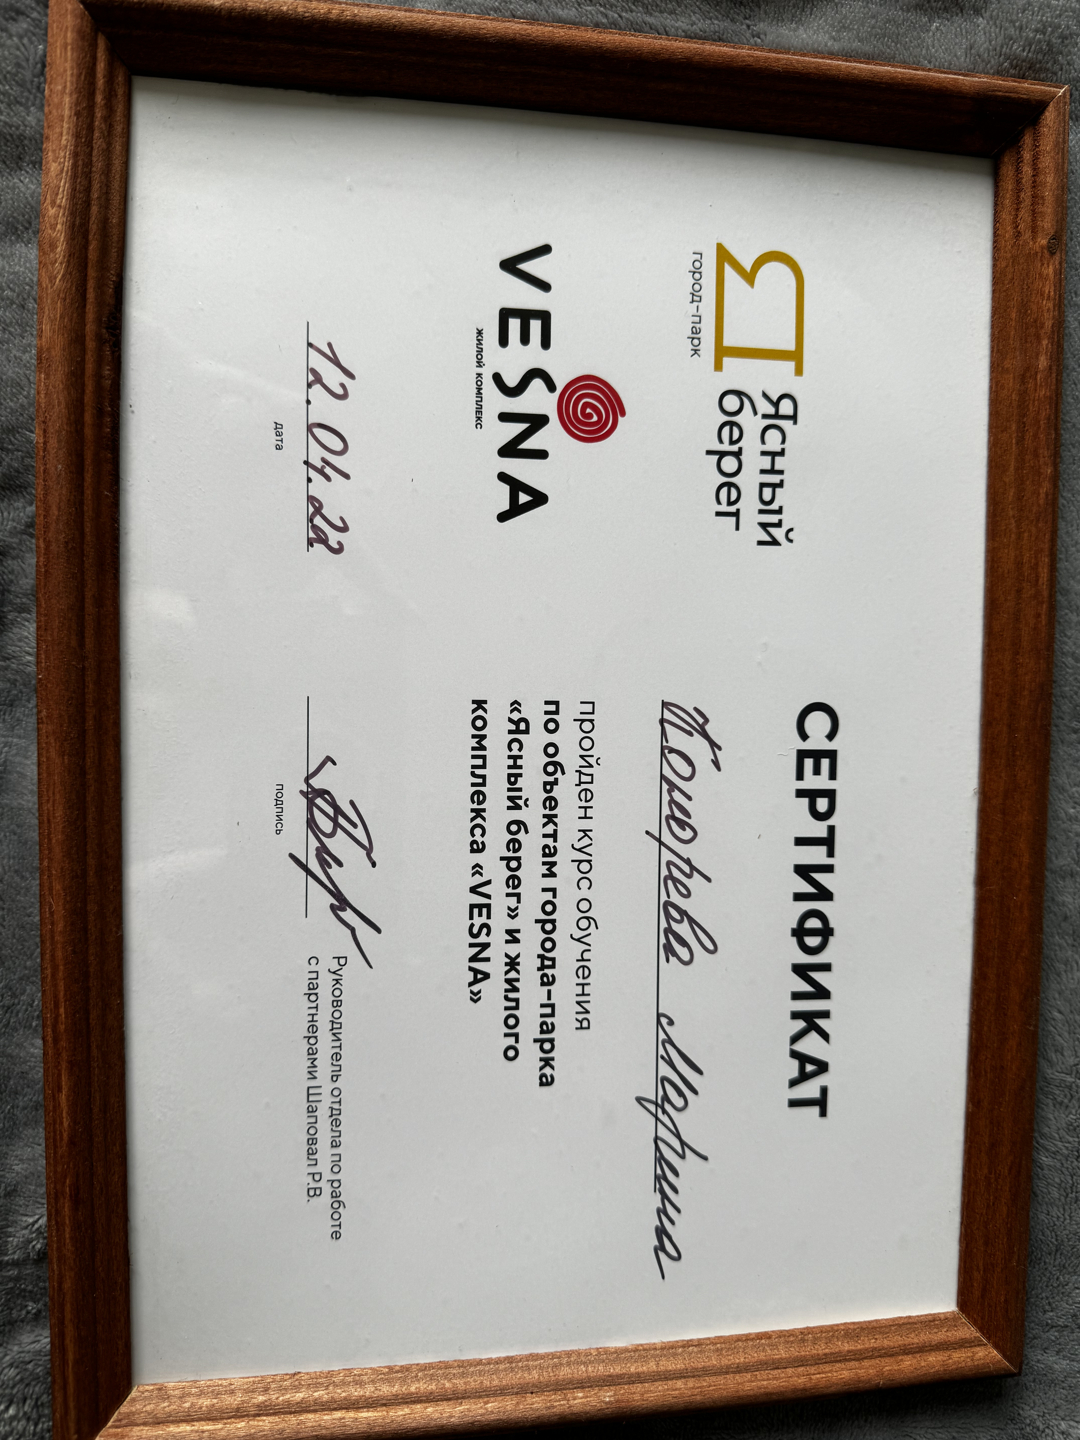 Ясный
берег
город-парк
VESNA
жилой комплекс
СЕРТИФИКАТ
Марина
пройден курс обучения
по объектам города-парка
«Ясный берег» и жилого
комплекса «VESNA»
12.04.22
дата
подпись
Руководитель отдела по работе
с партнерами Шаповал Р.В.